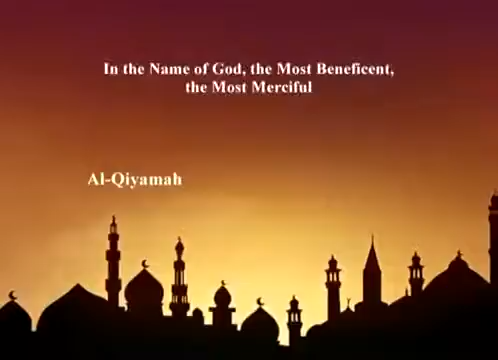 In the Name of God, the Most Beneficent,
the Most Merciful
Al-Qiyamah